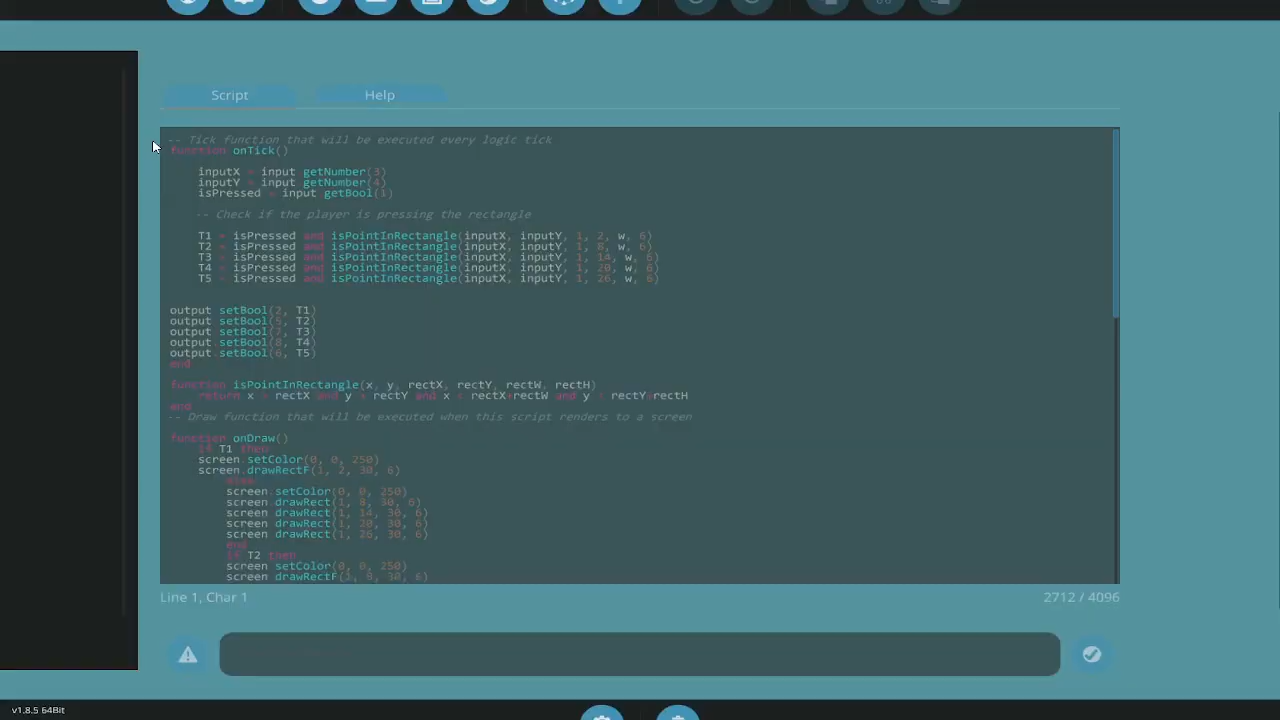 Script
Help
-- Tick function that will be executed every logic tick
function onTick()
inputX = input.getNumber(3)
inputY = input.getNumber(4)
isPressed = input.getBool(1)
-- Check if the player is pressing the rectangle
T1 = isPressed and isPointInRectangle(inputX, inputY, 1, 2, w, 6)
T2 = isPressed and isPointInRectangle(inputX, inputY, 1, 8, w, 6)
T3 = isPressed and isPointInRectangle(inputX, inputY, 1, 14, w, 6)
T4 = isPressed and isPointInRectangle(inputX, inputY, 1, 20, w, 6)
T5 = isPressed and isPointInRectangle(inputX, inputY, 1, 26, w, 6)
output.setBool(2, T1)
output.setBool(5, T2)
output.setBool(7, T3)
output.setBool(8, T4)
output.setBool(6, T5)
end
function isPointInRectangle(x, y, rectX, rectY, rectW, rectH)
return x > rectX and y > rectY and x < rectX+rectW and y < rectY+rectH
end
-- Draw function that will be executed when this script renders to a screen
function onDraw()
if T1 then
screen.setColor(0, 0, 250)
screen.drawRectF(1, 2, 30, 6)
else
screen.setColor(0, 0, 250)
screen.drawRect(1, 8, 30, 6)
screen.drawRect(1, 14, 30, 6)
screen.drawRect(1, 20, 30, 6)
screen.drawRect(1, 26, 30, 6)
end
if T2 then
screen.setColor(0, 0, 250)
screen.drawRectF(1, 8, 30, 6)
Line 1, Char 1
2712 / 4096
v1.8.5 64Bit